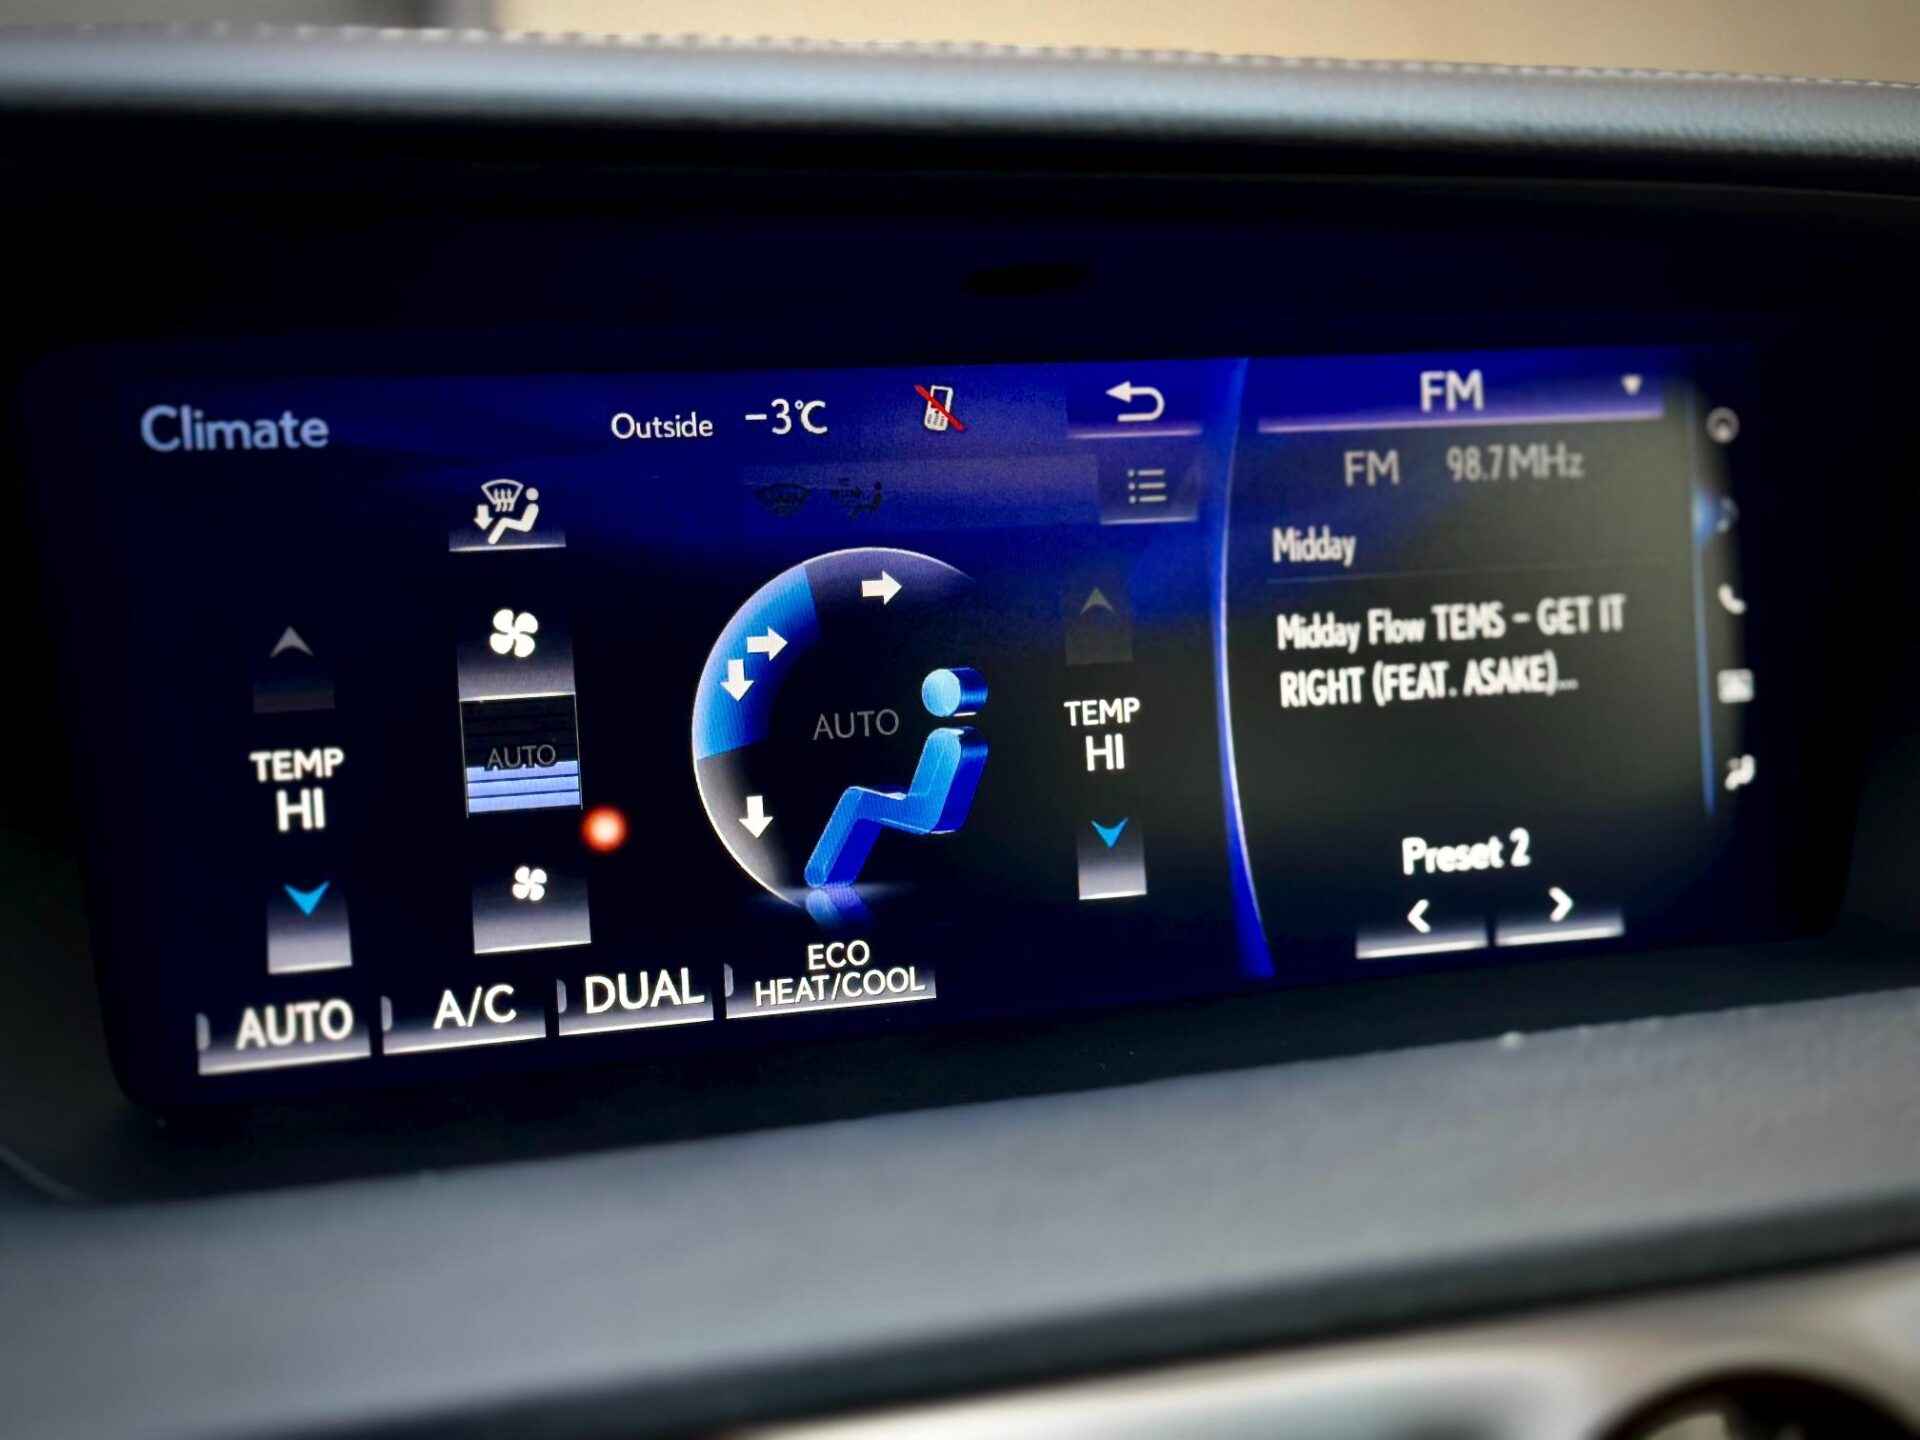 Climate
Outside -3°C
TEMP
HI
AUTO
AUTO
TEMP
HI
AUTO
A/C
DUAL
ECO
HEAT/COOL
FM
FM 98.7MHz
Midday
Midday Flow TEMS - GET IT
RIGHT (FEAT. ASAKE)...
Preset 2